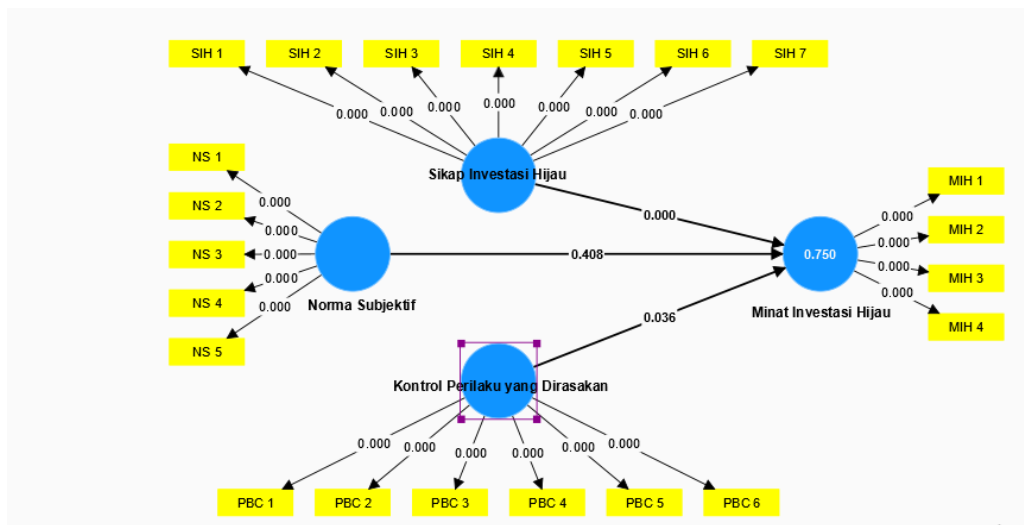 SIH 1
SIH 2
SIH 3
SIH 4
SIH 5
SIH 6
SIH 7
0.000
0.000
0.000
0.000
0.000
0.000
0.000
Sikap Investasi Hijau
NS 1
NS 2
NS 3
NS 4
NS 5
0.000
0.000
0.000
0.000
0.000
Norma Subjektif
0.000
0.408
0.036
0.750
Minat Investasi Hijau
0.000
0.000
0.000
0.000
MIH 1
MIH 2
MIH 3
MIH 4
Kontrol Perilaku yang Dirasakan
0.000
0.000
0.000
0.000
0.000
0.000
PBC 1
PBC 2
PBC 3
PBC 4
PBC 5
PBC 6